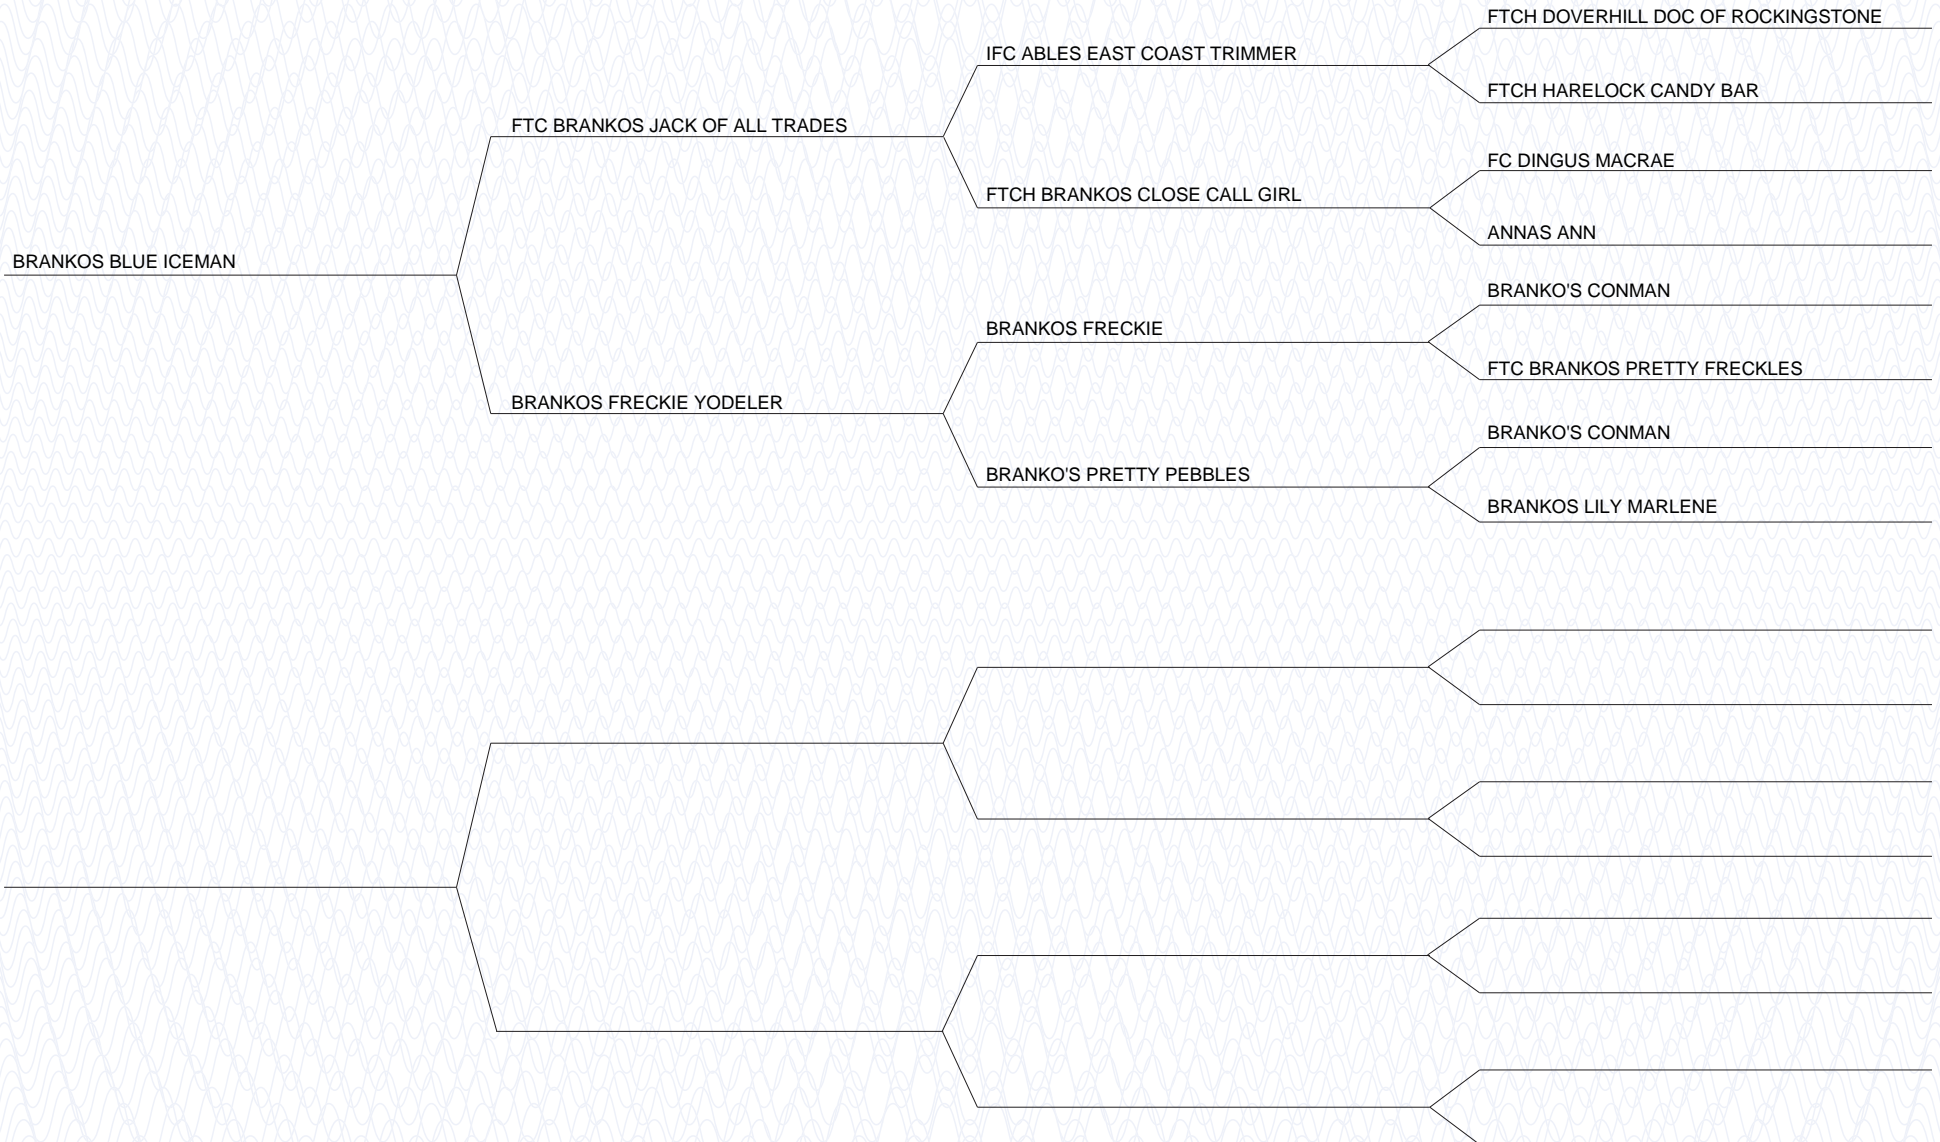 FTCH DOVERHILL DOC OF ROCKINGSTONE
IFC ABLES EAST COAST TRIMMER
FTCH HARELOCK CANDY BAR
FTC BRANKOS JACK OF ALL TRADES
FC DINGUS MACRAE
FTCH BRANKOS CLOSE CALL GIRL
ANNAS ANN
BRANKOS BLUE ICEMAN
BRANKO'S CONMAN
BRANKOS FRECKIE
FTC BRANKOS PRETTY FRECKLES
BRANKOS FRECKIE YODELER
BRANKO'S CONMAN
BRANKO'S PRETTY PEBBLES
BRANKOS LILY MARLENE